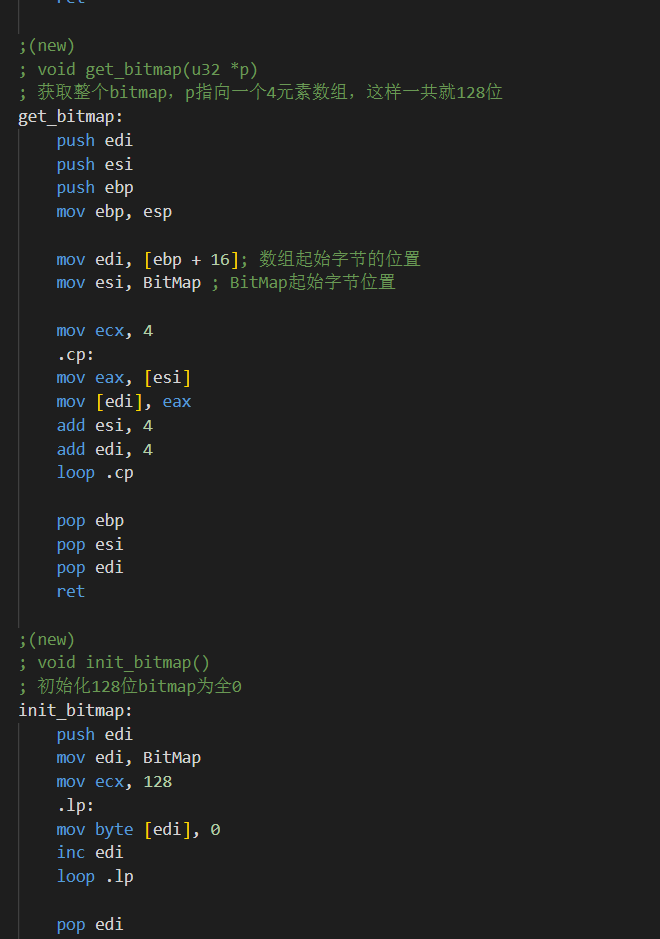 ret
;(new)
; void get_bitmap(u32 *p)
; 获取整个bitmap，p指向一个4元素数组，这样一共就128位
get_bitmap:
    push edi
    push esi
    push ebp
    mov ebp, esp
    mov edi, [ebp + 16]; 数组起始字节的位置
    mov esi, BitMap ; BitMap起始字节位置
    mov ecx, 4
    .cp:
    mov eax, [esi]
    mov [edi], eax
    add esi, 4
    add edi, 4
    loop .cp
    pop ebp
    pop esi
    pop edi
    ret
;(new)
; void init_bitmap()
; 初始化128位bitmap为全0
init_bitmap:
    push edi
    mov edi, BitMap
    mov ecx, 128
    .lp:
    mov byte [edi], 0
    inc edi
    loop .lp
    pop edi